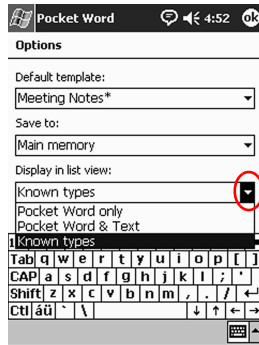 Pocket Word 4:52 ok
Options
Default template:
Meeting Notes*
Save to:
Main memory
Display in list view:
Known types
Pocket Word only
Pocket Word & Text
Known types
Tab q w e r t y u i o p [ ]
CAP a s d f g h j k l ; '
Shift z x c v b n m , . /
Ctl áü ` \